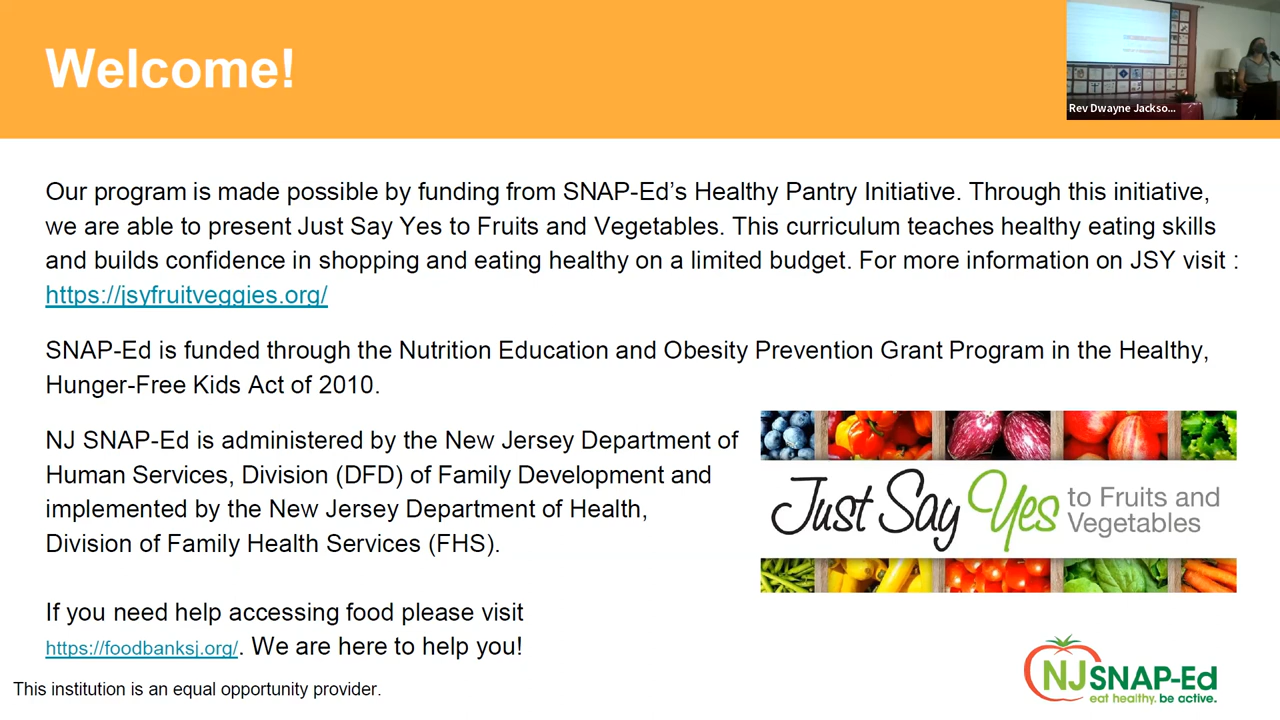 Welcome!
Rev Dwayne Jackso...
Our program is made possible by funding from SNAP-Ed's Healthy Pantry Initiative. Through this initiative,
we are able to present Just Say Yes to Fruits and Vegetables. This curriculum teaches healthy eating skills
and builds confidence in shopping and eating healthy on a limited budget. For more information on JSY visit :
https://jsyfruitveggies.org/
SNAP-Ed is funded through the Nutrition Education and Obesity Prevention Grant Program in the Healthy,
Hunger-Free Kids Act of 2010.
NJ SNAP-Ed is administered by the New Jersey Department of
Human Services, Division (DFD) of Family Development and
implemented by the New Jersey Department of Health,
Division of Family Health Services (FHS).
Just Say Yes to Fruits and
Vegetables
If you need help accessing food please visit
https://foodbanksj.org/. We are here to help you!
This institution is an equal opportunity provider.
NJSNAP-Ed
eat healthy. be active.